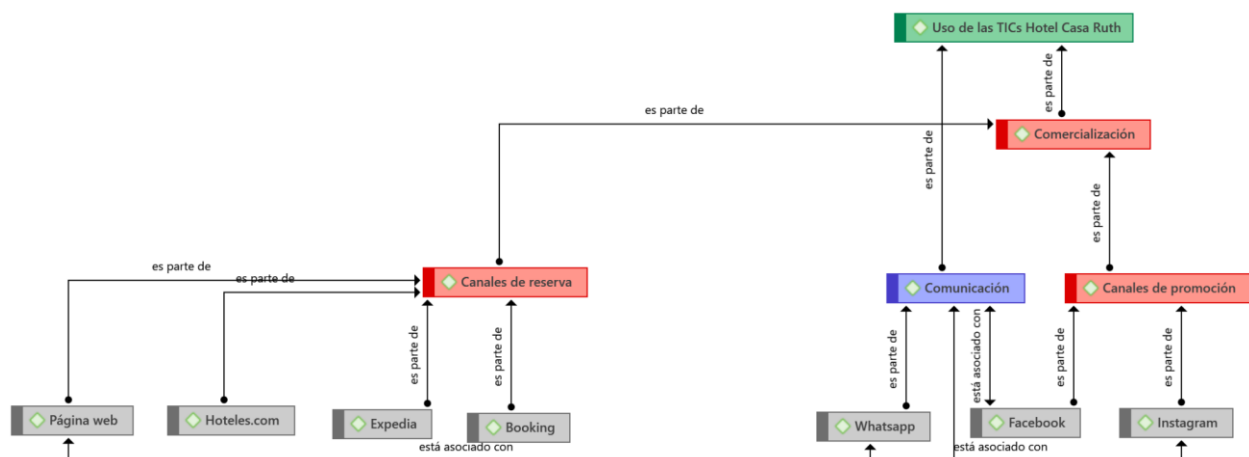 Uso de las TICs Hotel Casa Ruth
es parte de
es parte de
Comercialización
es parte de
es parte de
es parte de
es parte de
Canales de reserva
Comunicación
Canales de promoción
es parte de
es parte de
es parte de
está asociado con
es parte de
es parte de
Página web
Hoteles.com
Expedia
Booking
Whatsapp
Facebook
Instagram
está asociado con
está asociado con